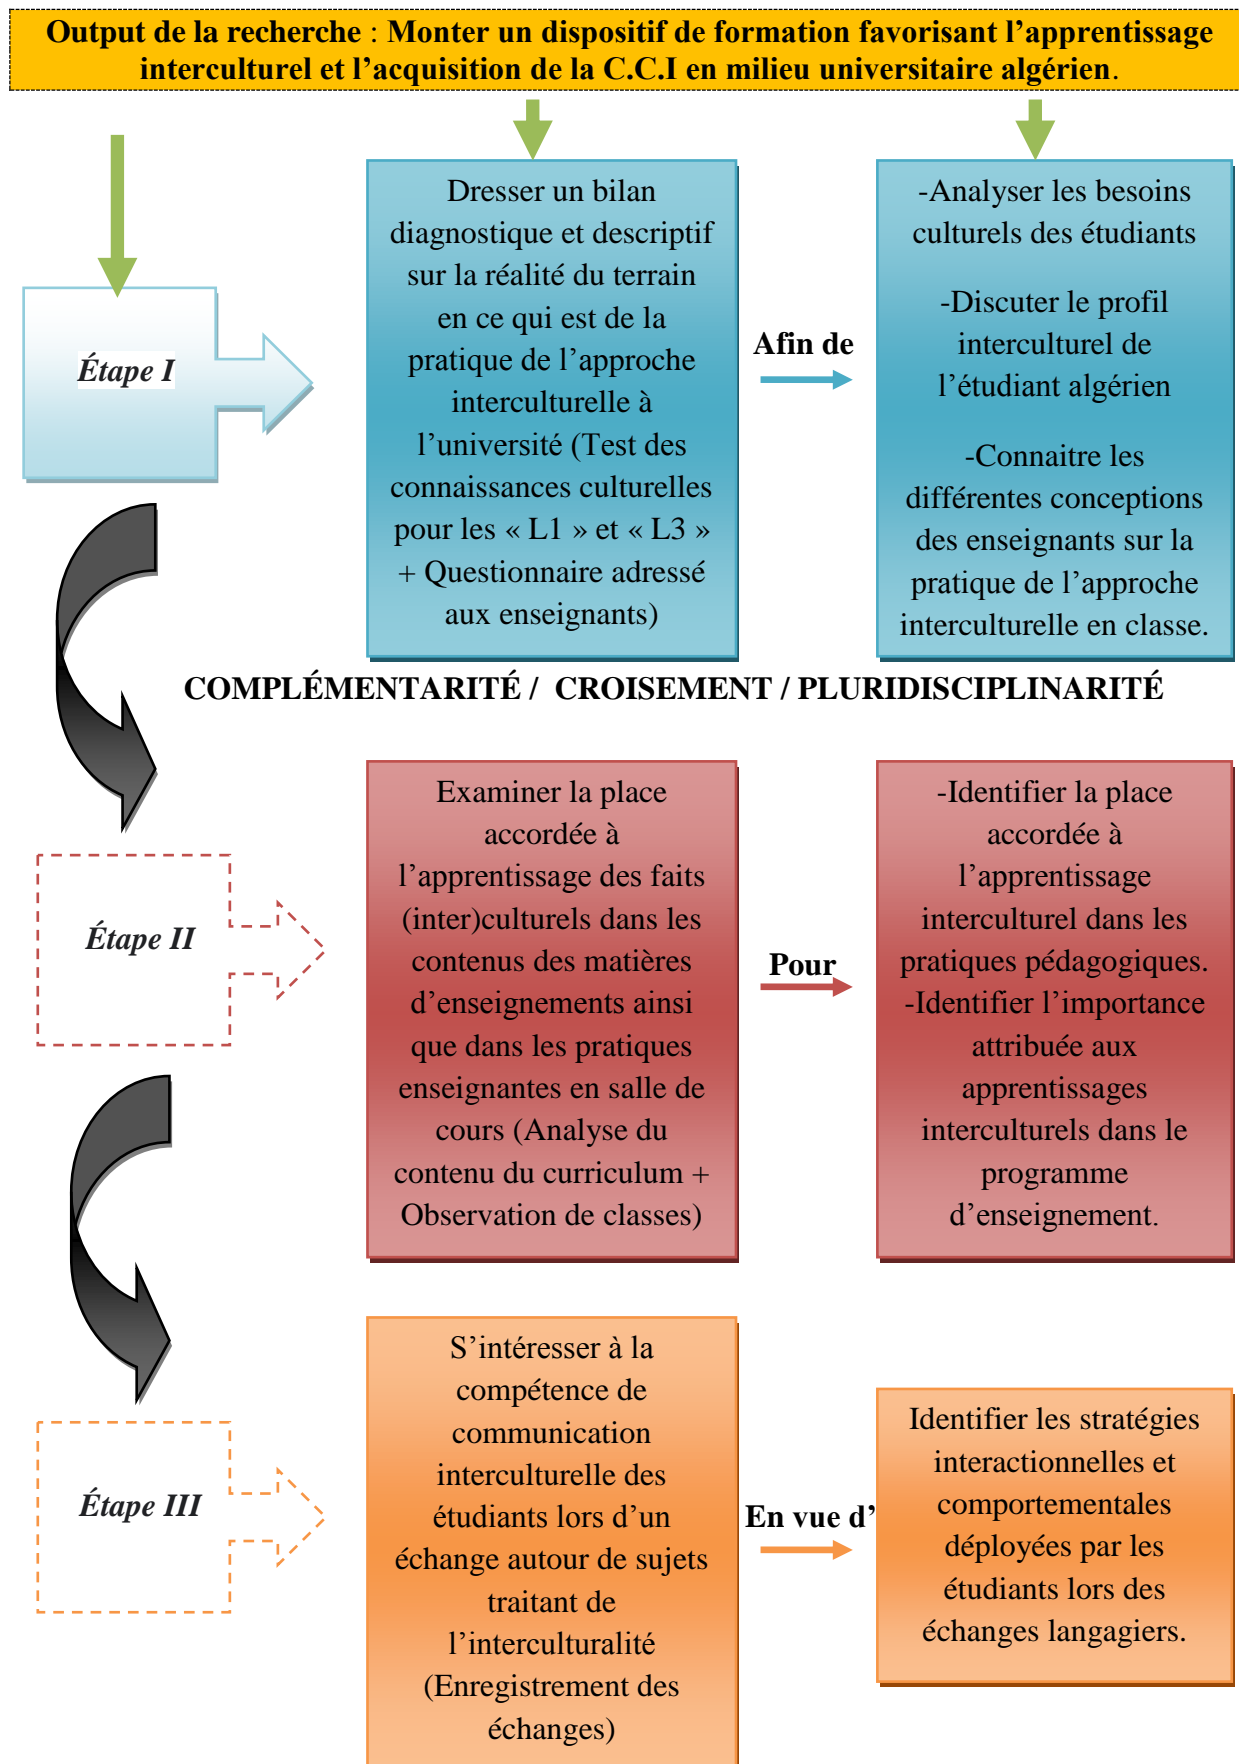 Output de la recherche : Monter un dispositif de formation favorisant l’apprentissage
interculturel et l’acquisition de la C.C.I en milieu universitaire algérien.
Étape I
Dresser un bilan
diagnostique et descriptif
sur la réalité du terrain
en ce qui est de la
pratique de l’approche
interculturelle à
l’université (Test des
connaissances culturelles
pour les « L1 » et « L3 »
+ Questionnaire adressé
aux enseignants)
Afin de
-Analyser les besoins
culturels des étudiants
-Discuter le profil
interculturel de
l’étudiant algérien
-Connaitre les
différentes conceptions
des enseignants sur la
pratique de l’approche
interculturelle en classe.
COMPLÉMENTARITÉ / CROISEMENT / PLURIDISCIPLINARITÉ
Étape II
Examiner la place
accordée à
l’apprentissage des faits
(inter)culturels dans les
contenus des matières
d’enseignements ainsi
que dans les pratiques
enseignantes en salle de
cours (Analyse du
contenu du curriculum +
Observation de classes)
Pour
-Identifier la place
accordée à
l’apprentissage
interculturel dans les
pratiques pédagogiques.
-Identifier l’importance
attribuée aux
apprentissages
interculturels dans le
programme
d’enseignement.
Étape III
S’intéresser à la
compétence de
communication
interculturelle des
étudiants lors d’un
échange autour de sujets
traitant de
l’interculturalité
(Enregistrement des
échanges)
En vue d’
Identifier les stratégies
interactionnelles et
comportementales
déployées par les
étudiants lors des
échanges langagiers.